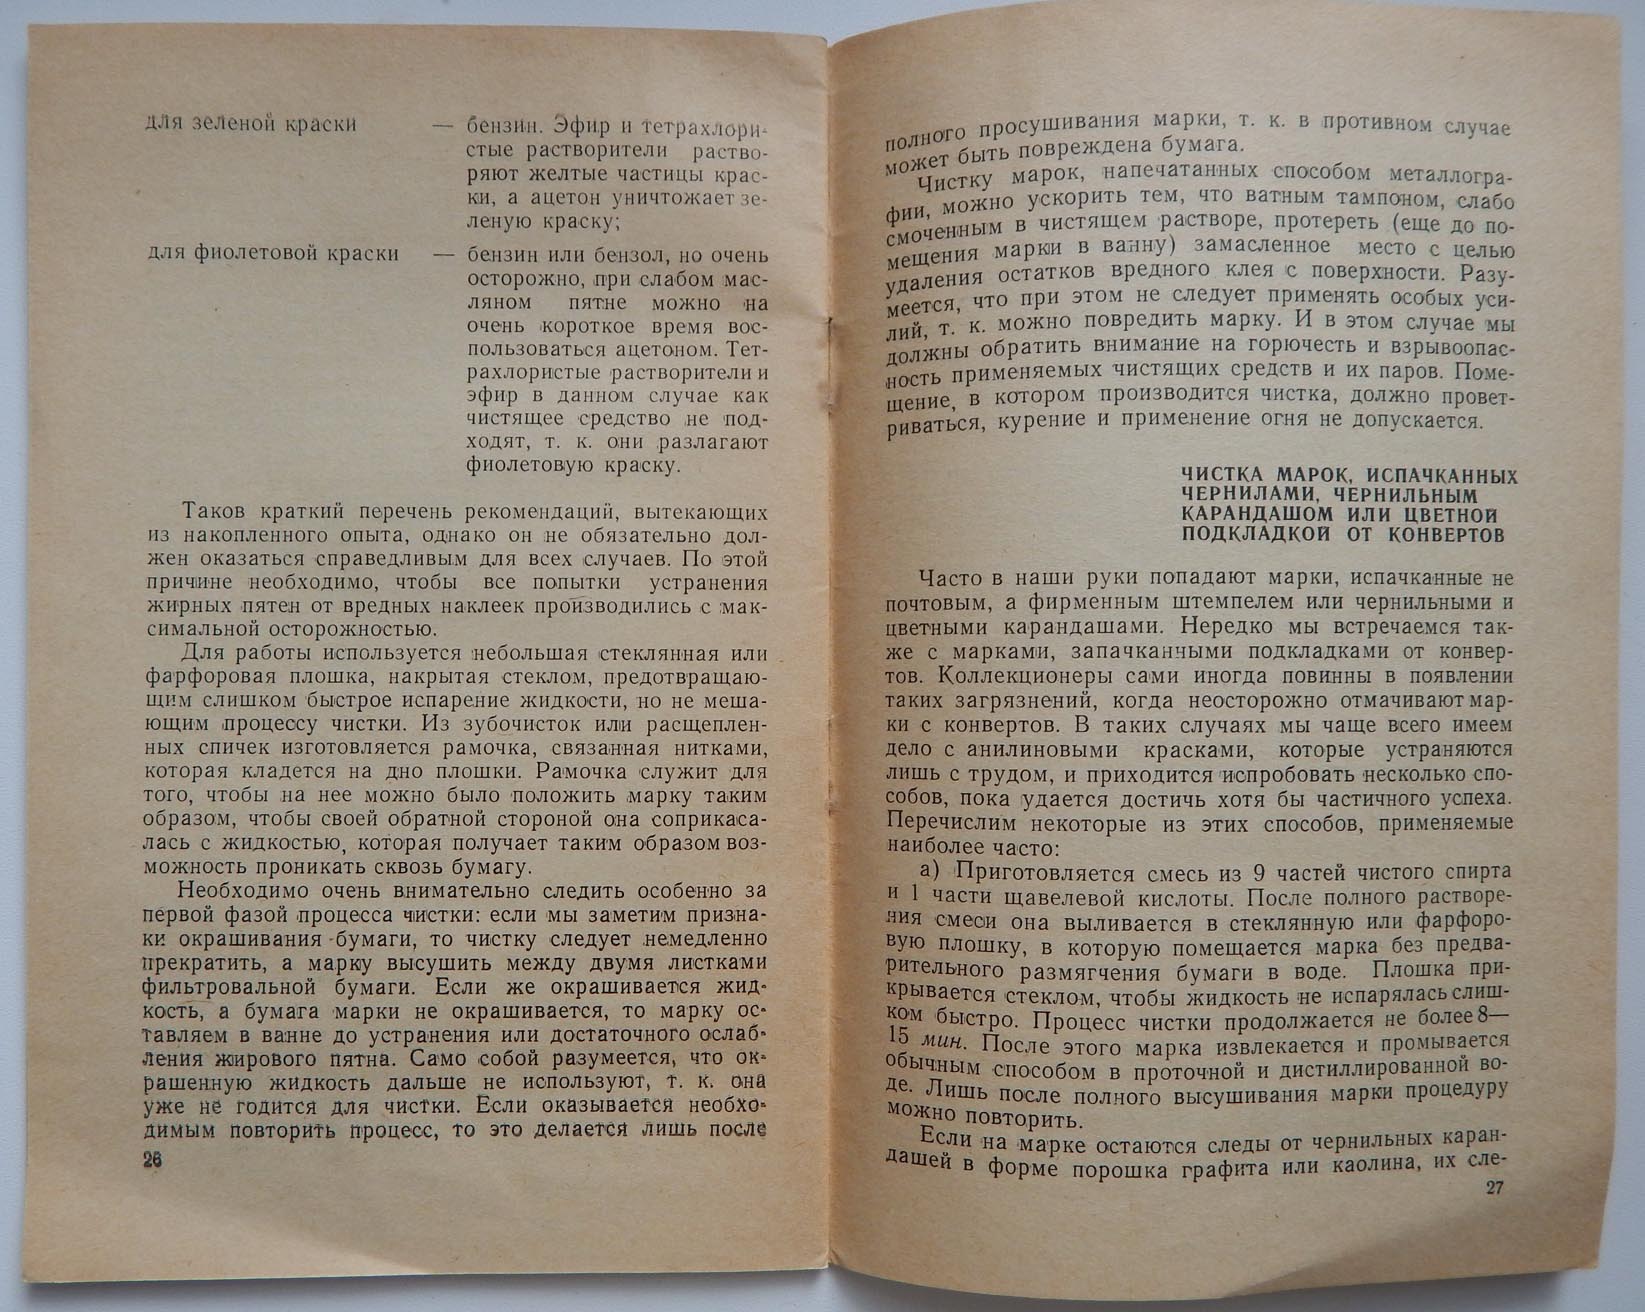 для зеленой краски — бензин. Эфир и тетрахлори-
стые растворители раство-
ряют желтые частицы крас-
ки, а ацетон уничтожает зе-
леную краску;
для фиолетовой краски — бензин или бензол, но очень
осторожно, при слабом мас-
ляном пятне можно на
очень короткое время вос-
пользоваться ацетоном. Тет-
рахлористые растворители и
эфир в данном случае как
чистящее средство не под-
ходят, т. к. они разлагают
фиолетовую краску.
Таков краткий перечень рекомендаций, вытекающих
из накопленного опыта, однако он не обязательно дол-
жен оказаться справедливым для всех случаев. По этой
причине необходимо, чтобы все попытки устранения
жирных пятен от вредных наклеек производились с мак-
симальной осторожностью.
Для работы используется небольшая стеклянная или
фарфоровая плошка, накрытая стеклом, предотвращаю-
щим слишком быстрое испарение жидкости, но не меша-
ющим процессу чистки. Из зубочисток или расщеплен-
ных спичек изготовляется рамочка, связанная нитками,
которая кладется на дно плошки. Рамочка служит для
того, чтобы на нее можно было положить марку таким
образом, чтобы своей обратной стороной она соприкаса-
лась с жидкостью, которая получает таким образом воз-
можность проникать сквозь бумагу.
Необходимо очень внимательно следить особенно за
первой фазой процесса чистки: если мы заметим призна-
ки окрашивания бумаги, то чистку следует немедленно
прекратить, а марку высушить между двумя листками
фильтровальной бумаги. Если же окрашивается жид-
кость, а бумага марки не окрашивается, то марку ос-
тавляем в ванне до устранения или достаточного ослаб-
ления жирового пятна. Само собой разумеется, что ок-
рашенную жидкость дальше не используют, т. к. она
уже не годится для чистки. Если оказывается необхо-
димым повторить процесс, то это делается лишь после
26
полного просушивания марки, т. к. в противном случае
может быть повреждена бумага.
Чистку марок, напечатанных способом металлогра-
фии, можно ускорить тем, что ватным тампоном, слабо
смоченным в чистящем растворе, протереть (еще до по-
мещения марки в ванну) замасленное место с целью
удаления остатков вредного клея с поверхности. Разу-
меется, что при этом не следует применять особых уси-
лий, т. к. можно повредить марку. И в этом случае мы
должны обратить внимание на горючесть и взрывоопас-
ность применяемых чистящих средств и их паров. Поме-
щение, в котором производится чистка, должно провет-
риваться, курение и применение огня не допускается.
ЧИСТКА МАРОК, ИСПАЧКАННЫХ
ЧЕРНИЛАМИ, ЧЕРНИЛЬНЫМ
КАРАНДАШОМ ИЛИ ЦВЕТНОЙ
ПОДКЛАДКОЙ ОТ КОНВЕРТОВ
Часто в наши руки попадают марки, испачканные не
почтовым, а фирменным штемпелем или чернильными и
цветными карандашами. Нередко мы встречаемся так-
же с марками, запачканными подкладками от конвер-
тов. Коллекционеры сами иногда повинны в появлении
таких загрязнений, когда неосторожно отмачивают мар-
ки с конвертов. В таких случаях мы чаще всего имеем
дело с анилиновыми красками, которые устраняются
лишь с трудом, и приходится испробовать несколько спо-
собов, пока удается достичь хотя бы частичного успеха.
Перечислим некоторые из этих способов, применяемые
наиболее часто:
а) Приготовляется смесь из 9 частей чистого спирта
и 1 части щавелевой кислоты. После полного растворе-
ния смеси она выливается в стеклянную или фарфоро-
вую плошку, в которую помещается марка без предва-
рительного размягчения бумаги в воде. Плошка при-
крывается стеклом, чтобы жидкость не испарялась слиш-
ком быстро. Процесс чистки продолжается не более 8—
15 мин. После этого марка извлекается и промывается
обычным способом в проточной и дистиллированной во-
де. Лишь после полного высушивания марки процедуру
можно повторить.
Если на марке остаются следы от чернильных каран-
дашей в форме порошка графита или каолина, их сле-
27